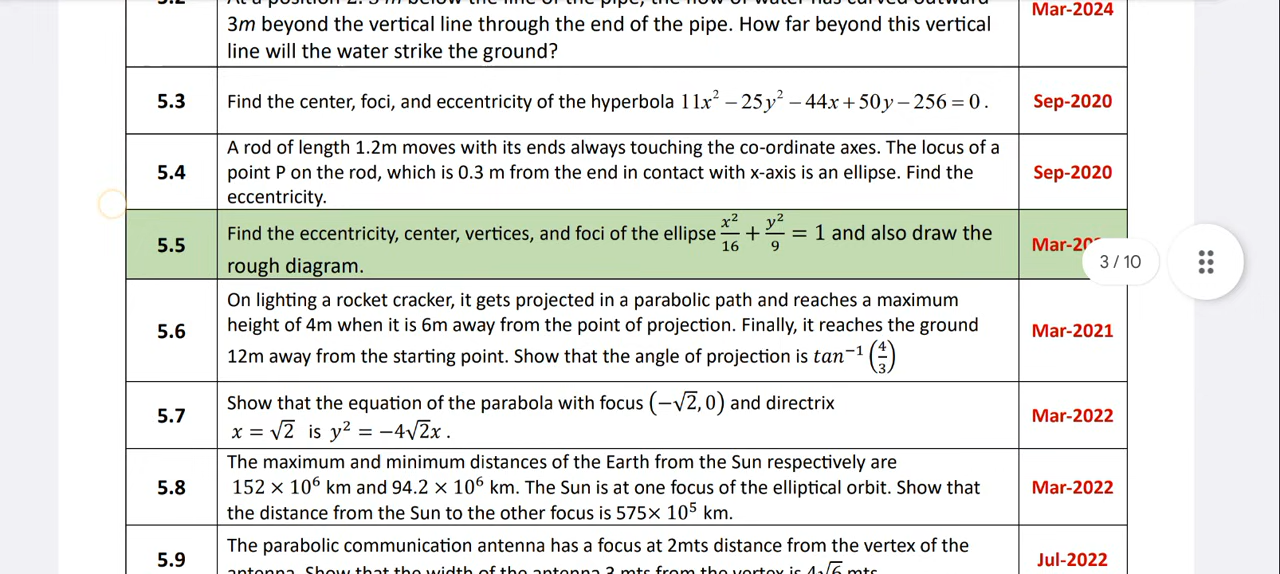 3m beyond the vertical line through the end of the pipe. How far beyond this vertical
line will the water strike the ground?
Mar-2024
5.3
Find the center, foci, and eccentricity of the hyperbola 11x² − 25y² − 44x + 50y − 256 = 0 .
Sep-2020
5.4
A rod of length 1.2m moves with its ends always touching the co-ordinate axes. The locus of a
point P on the rod, which is 0.3 m from the end in contact with x-axis is an ellipse. Find the
eccentricity.
Sep-2020
5.5
Find the eccentricity, center, vertices, and foci of the ellipse x²/16 + y²/9 = 1 and also draw the
rough diagram.
3 / 10
5.6
On lighting a rocket cracker, it gets projected in a parabolic path and reaches a maximum
height of 4m when it is 6m away from the point of projection. Finally, it reaches the ground
12m away from the starting point. Show that the angle of projection is tan⁻¹ (4/3)
Mar-2021
5.7
Show that the equation of the parabola with focus (−√2, 0) and directrix
x = √2 is y² = −4√2x .
Mar-2022
5.8
The maximum and minimum distances of the Earth from the Sun respectively are
152 × 10⁶ km and 94.2 × 10⁶ km. The Sun is at one focus of the elliptical orbit. Show that
the distance from the Sun to the other focus is 575× 10⁵ km.
Mar-2022
5.9
The parabolic communication antenna has a focus at 2mts distance from the vertex of the
Jul-2022